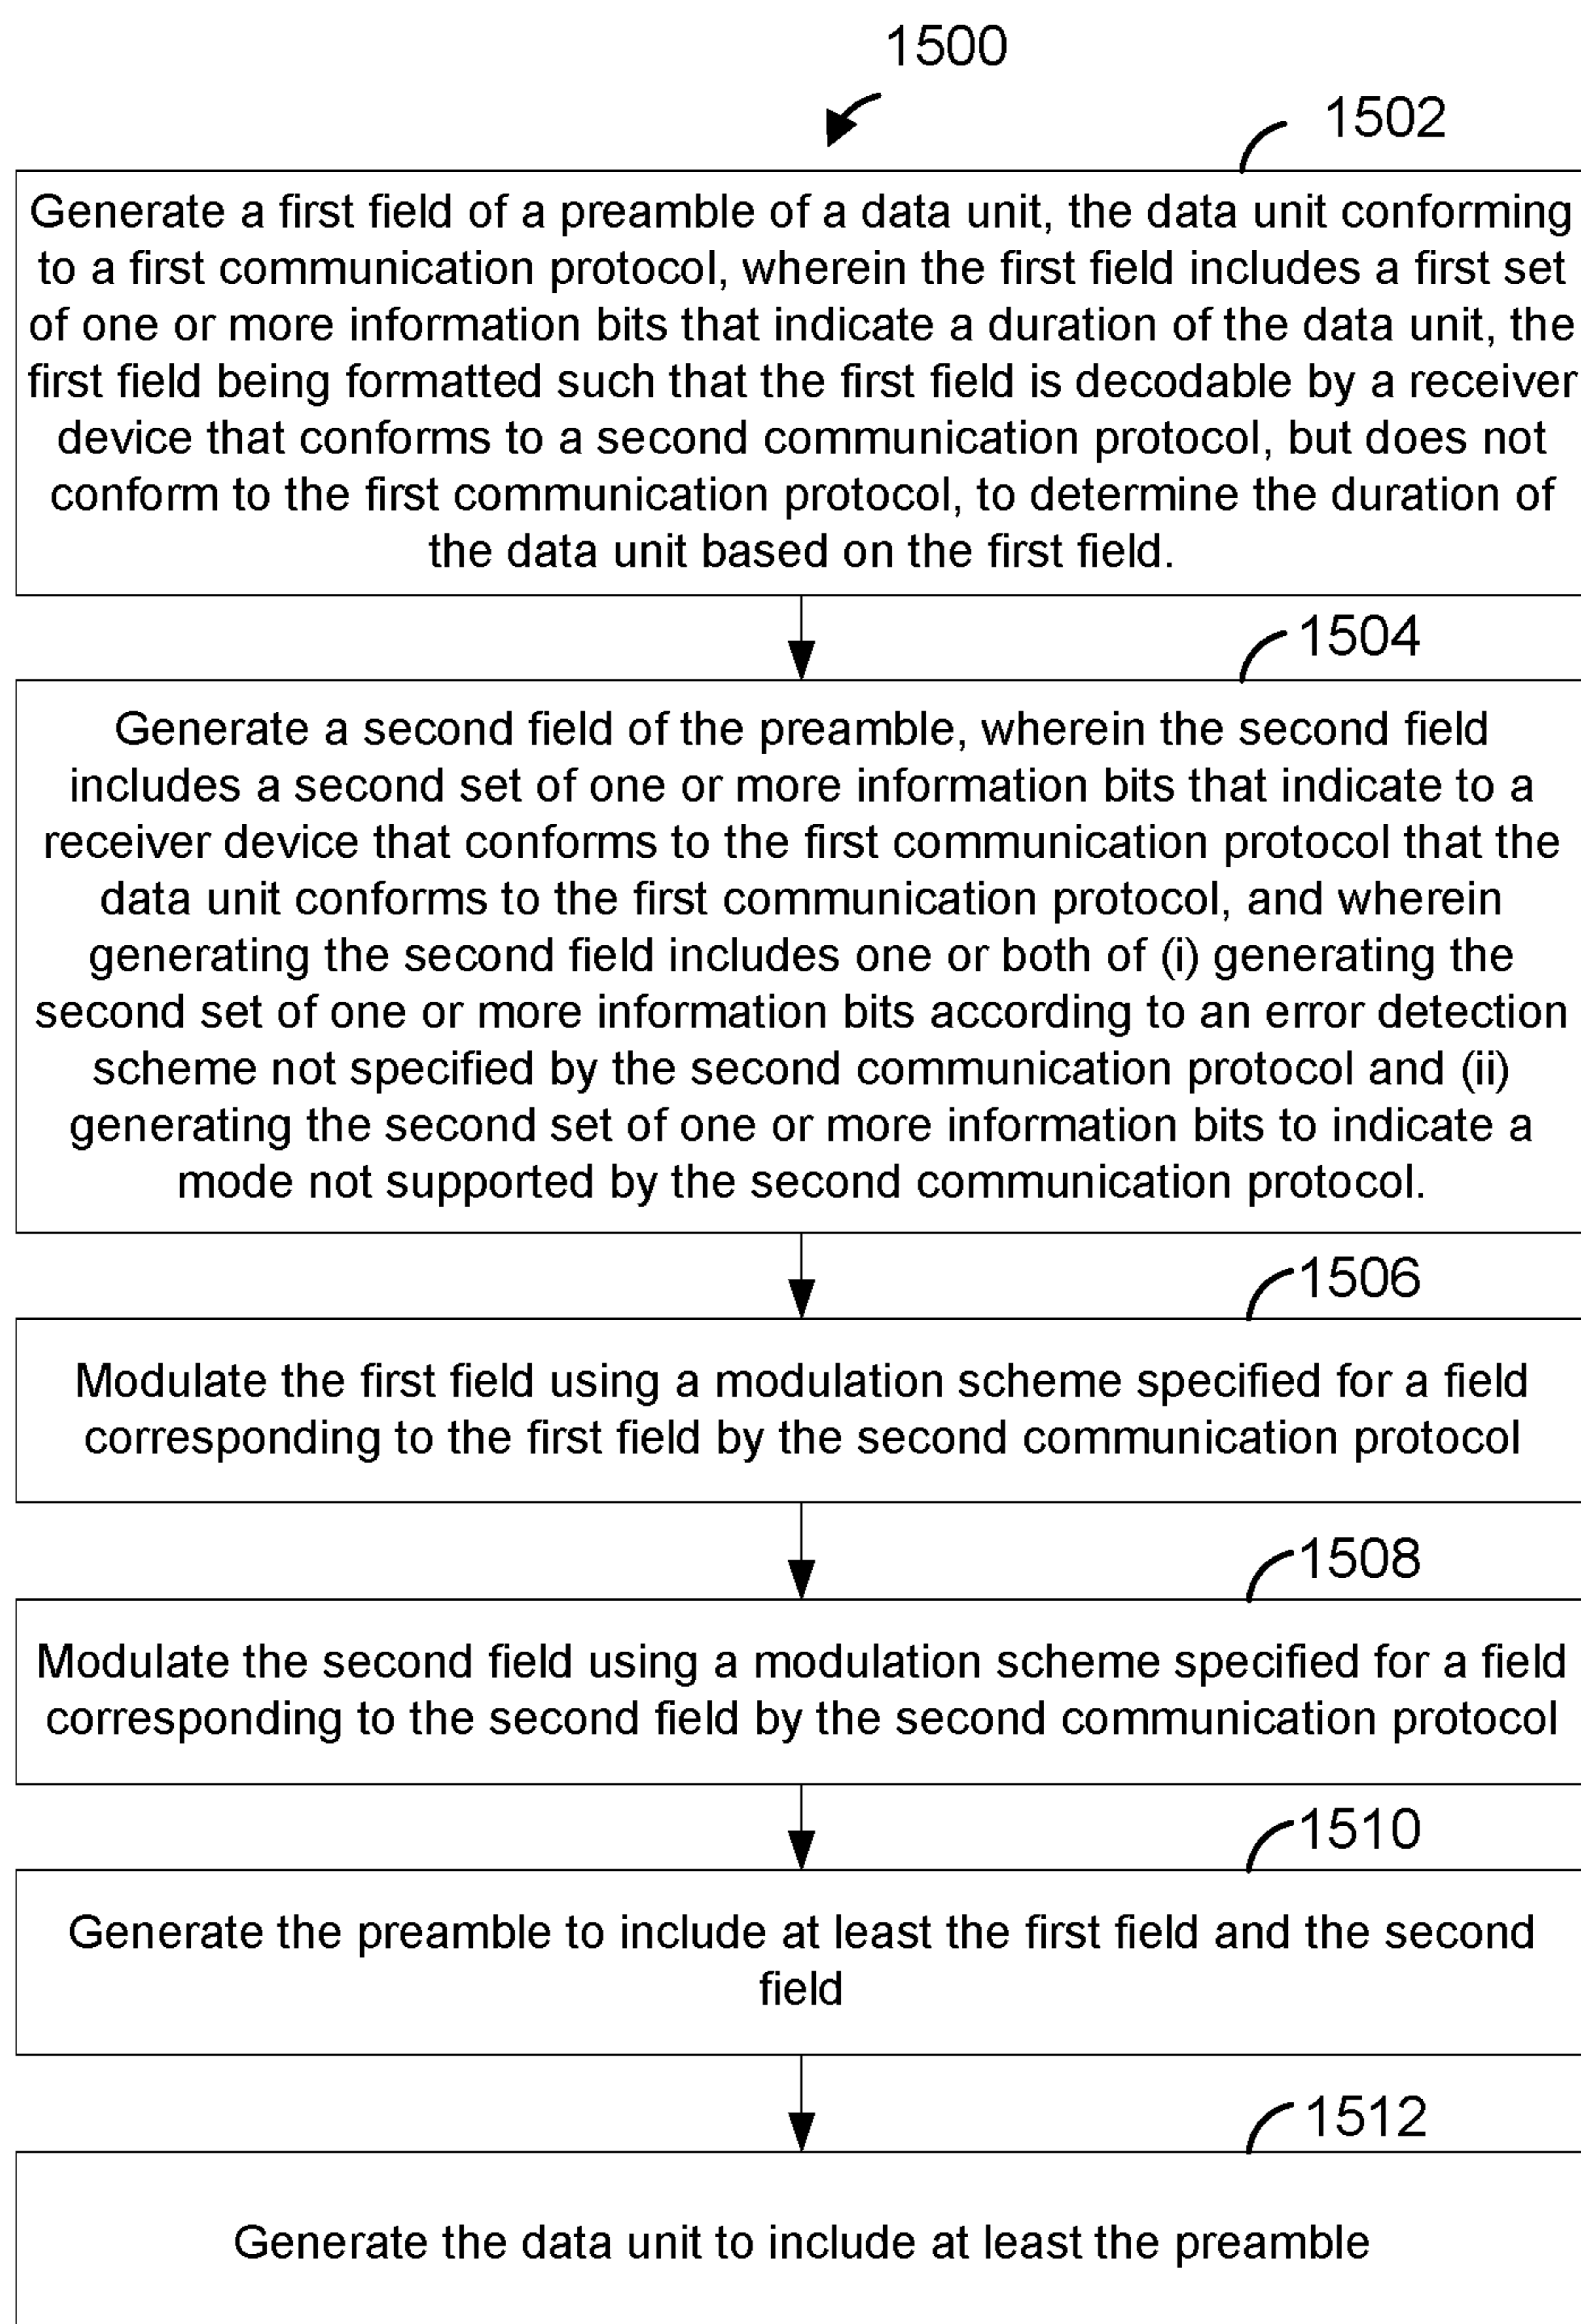 1500
1502
Generate a first field of a preamble of a data unit, the data unit conforming
to a first communication protocol, wherein the first field includes a first set
of one or more information bits that indicate a duration of the data unit, the
first field being formatted such that the first field is decodable by a receiver
device that conforms to a second communication protocol, but does not
conform to the first communication protocol, to determine the duration of
the data unit based on the first field.
1504
Generate a second field of the preamble, wherein the second field
includes a second set of one or more information bits that indicate to a
receiver device that conforms to the first communication protocol that the
data unit conforms to the first communication protocol, and wherein
generating the second field includes one or both of (i) generating the
second set of one or more information bits according to an error detection
scheme not specified by the second communication protocol and (ii)
generating the second set of one or more information bits to indicate a
mode not supported by the second communication protocol.
1506
Modulate the first field using a modulation scheme specified for a field
corresponding to the first field by the second communication protocol
1508
Modulate the second field using a modulation scheme specified for a field
corresponding to the second field by the second communication protocol
1510
Generate the preamble to include at least the first field and the second
field
1512
Generate the data unit to include at least the preamble